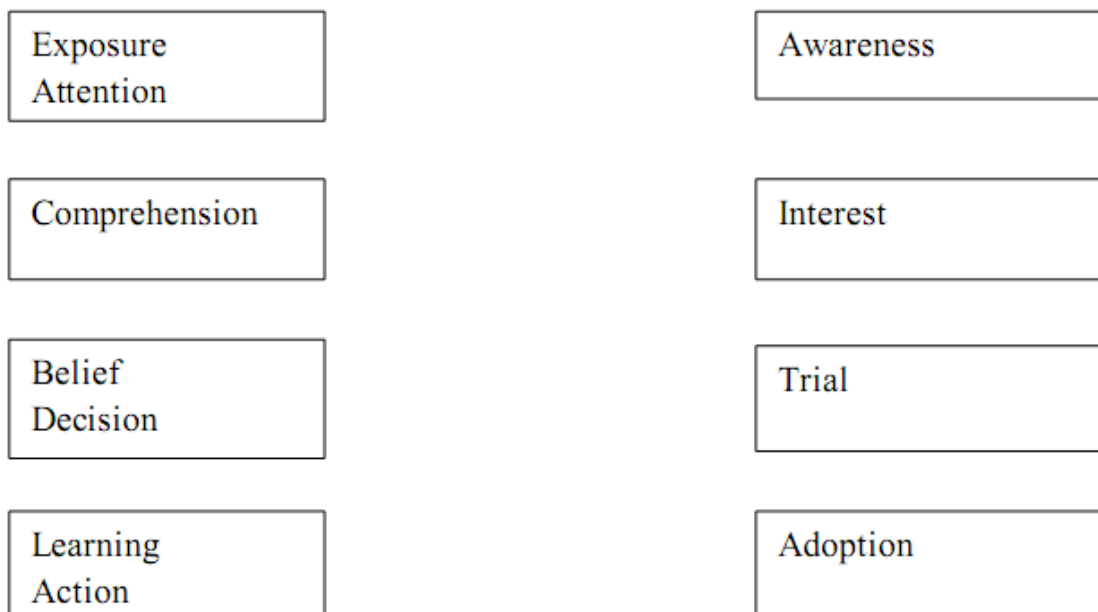 Exposure
Attention
Awareness
Comprehension
Interest
Belief
Decision
Trial
Learning
Action
Adoption